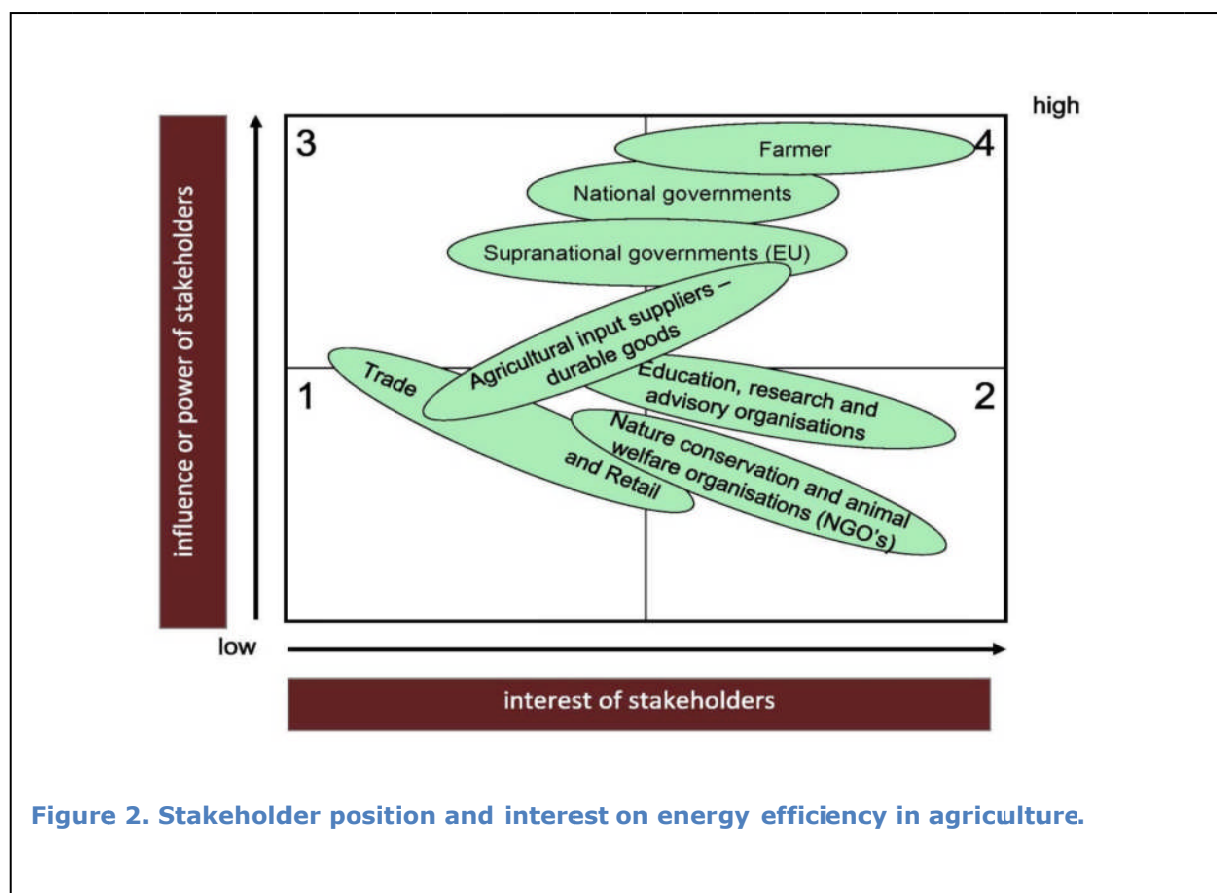 high
3
Farmer
4
National governments
Supranational governments (EU)
Agricultural input suppliers –
durable goods
Trade
and Retail
1
Education, research and
advisory organisations
2
Nature conservation and animal
welfare organisations (NGO's)
influence or power of stakeholders
low
interest of stakeholders
Figure 2. Stakeholder position and interest on energy efficiency in agriculture.